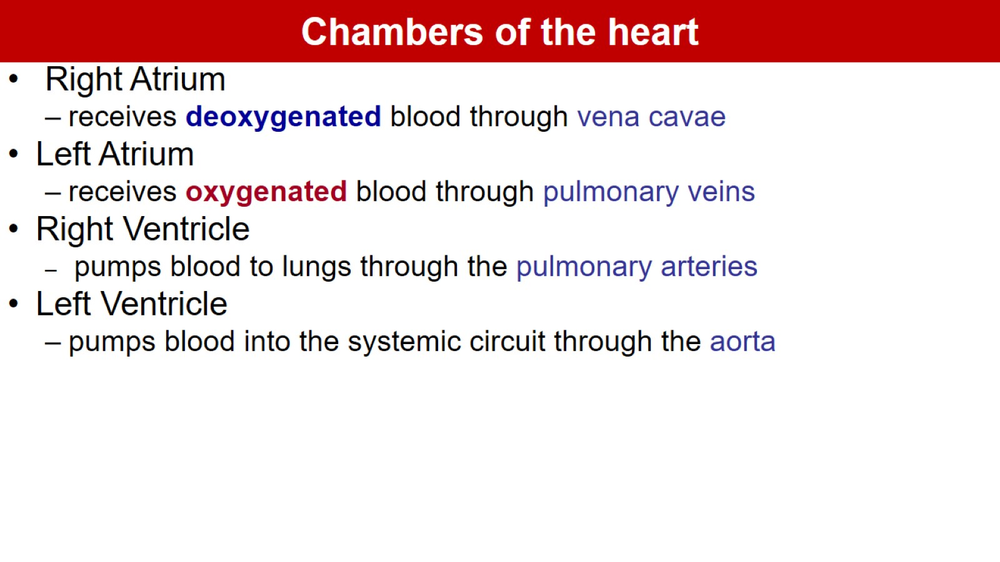 Chambers of the heart
• Right Atrium
– receives deoxygenated blood through vena cavae
• Left Atrium
– receives oxygenated blood through pulmonary veins
• Right Ventricle
– pumps blood to lungs through the pulmonary arteries
• Left Ventricle
– pumps blood into the systemic circuit through the aorta